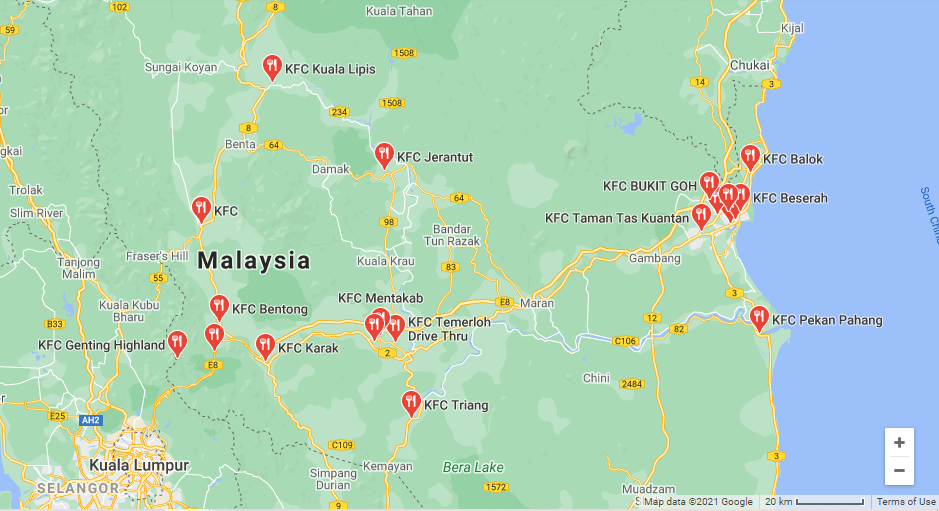 102
8
Kuala Tahan
Kijal
59
1508
Chukai
Sungai Koyan
KFC Kuala Lipis
14
3
234
1508
8
Benta
64
ngkai
Damak
KFC Jerantut
KFC Balok
Trolak
KFC BUKIT GOH
64
KFC Beserah
Slim River
KFC
98
KFC Taman Tas Kuantan
Bandar
Tun Razak
Fraser's Hill
Malaysia
Kuala Krau
Gambang
Tanjong
Malim
83
55
3
KFC Mentakab
E8
Maran
Kuala Kubu
Bharu
KFC Bentong
12
KFC Temerloh
Drive Thru
B33
82
KFC Pekan Pahang
KFC Genting Highland
KFC Karak
C106
2
E8
Chini
2484
KFC Triang
E25
AH2
C109
3
Kuala Lumpur
Kemayan
Bera Lake
Simpang
Durian
SELANGOR
1572
Muadzam
9
Map data ©2021 Google
20 km
Terms of Use